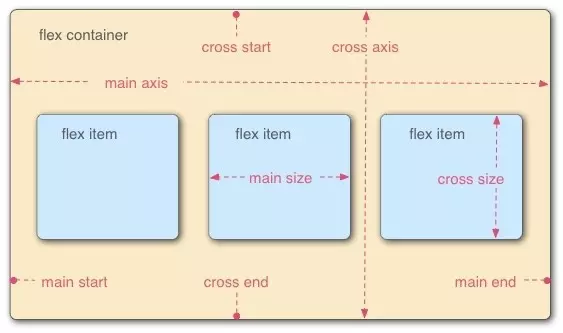 flex container
cross start
cross axis
main axis
flex item
flex item
flex item
main size
cross size
main start
cross end
main end